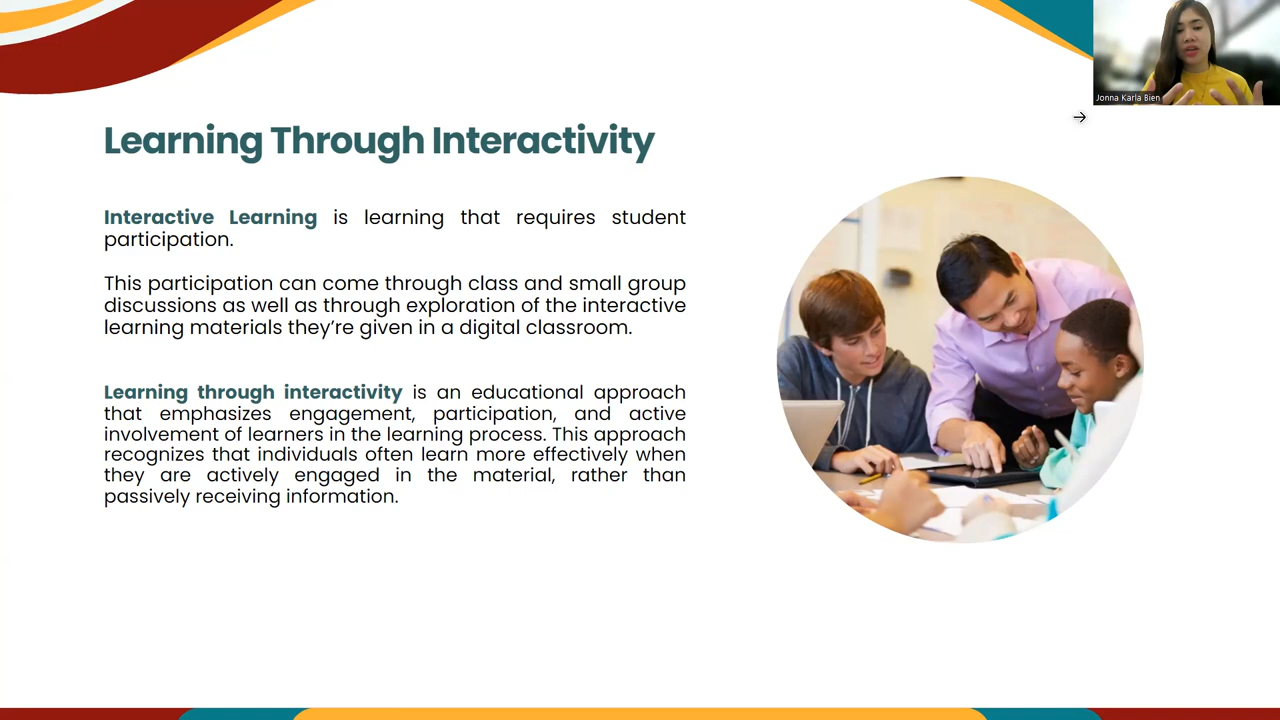 Jonna Karla Bien
Learning Through Interactivity
Interactive Learning is learning that requires student
participation.
This participation can come through class and small group
discussions as well as through exploration of the interactive
learning materials they’re given in a digital classroom.
Learning through interactivity is an educational approach
that emphasizes engagement, participation, and active
involvement of learners in the learning process. This approach
recognizes that individuals often learn more effectively when
they are actively engaged in the material, rather than
passively receiving information.